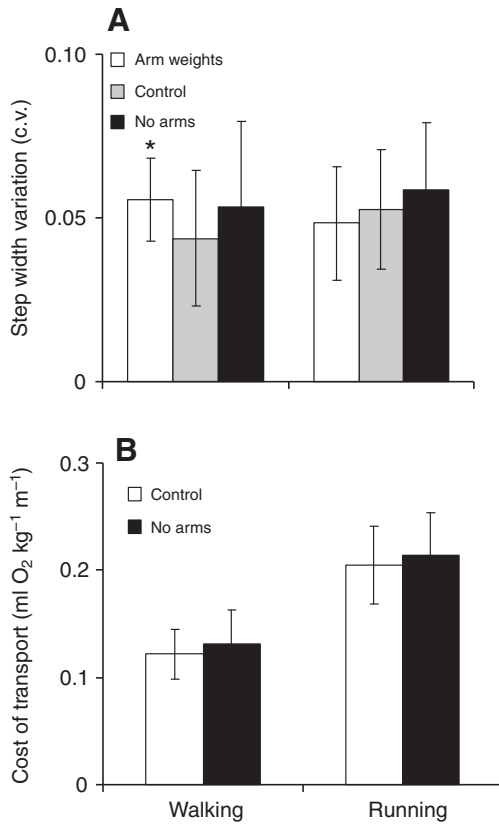 A
Step width variation (c.v.)
0.10
0.05
0
Arm weights
Control
No arms
*
B
Cost of transport (ml O₂ kg⁻¹ m⁻¹)
0.3
0.2
0.1
0
Control
No arms
Walking
Running